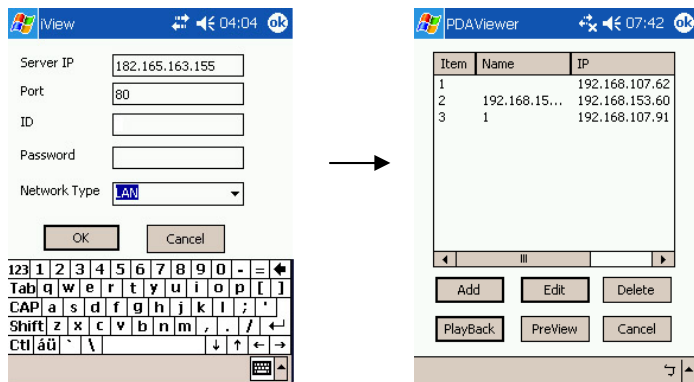 iView 04:04 ok
Server IP 182.165.163.155
Port 80
ID
Password
Network Type LAN
OK Cancel
123 1 2 3 4 5 6 7 8 9 0 - =
Tab q w e r t y u i o p [ ]
CAP a s d f g h j k l ; '
Shift z x c v b n m , . /
Ctl áü ` \
PDAViewer 07:42 ok
Item Name IP
1 192.168.107.62
2 192.168.15... 192.168.153.60
3 1 192.168.107.91
Add Edit Delete
PlayBack PreView Cancel